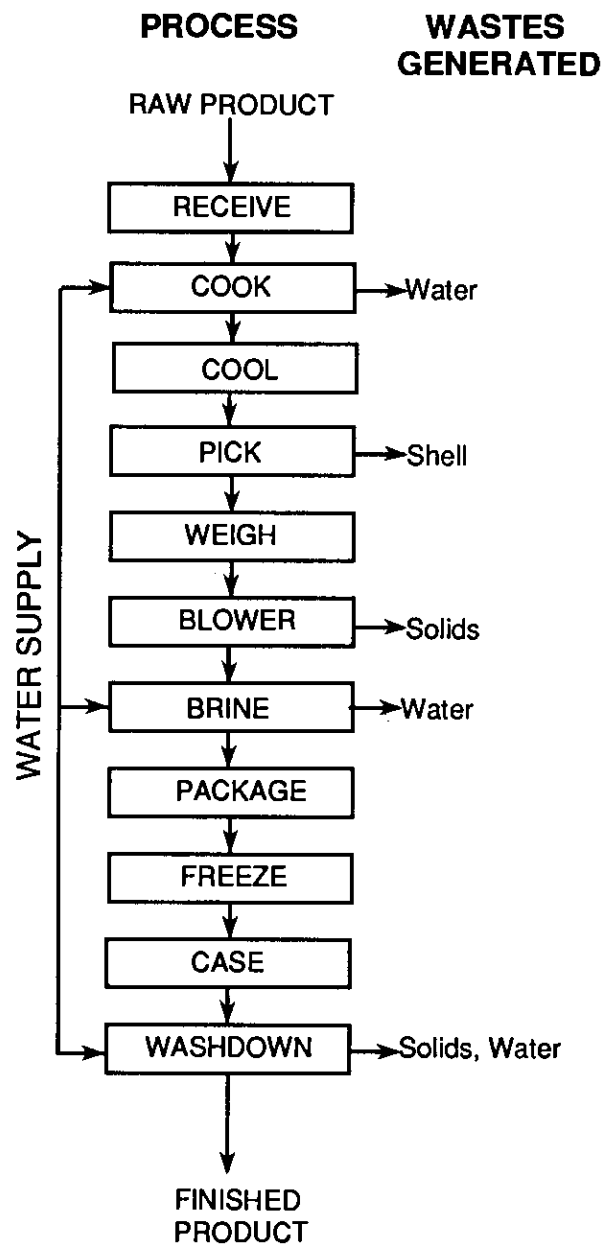 PROCESS
WASTES
GENERATED
RAW PRODUCT
RECEIVE
COOK
Water
COOL
PICK
Shell
WEIGH
BLOWER
Solids
WATER SUPPLY
BRINE
Water
PACKAGE
FREEZE
CASE
WASHDOWN
Solids, Water
FINISHED
PRODUCT